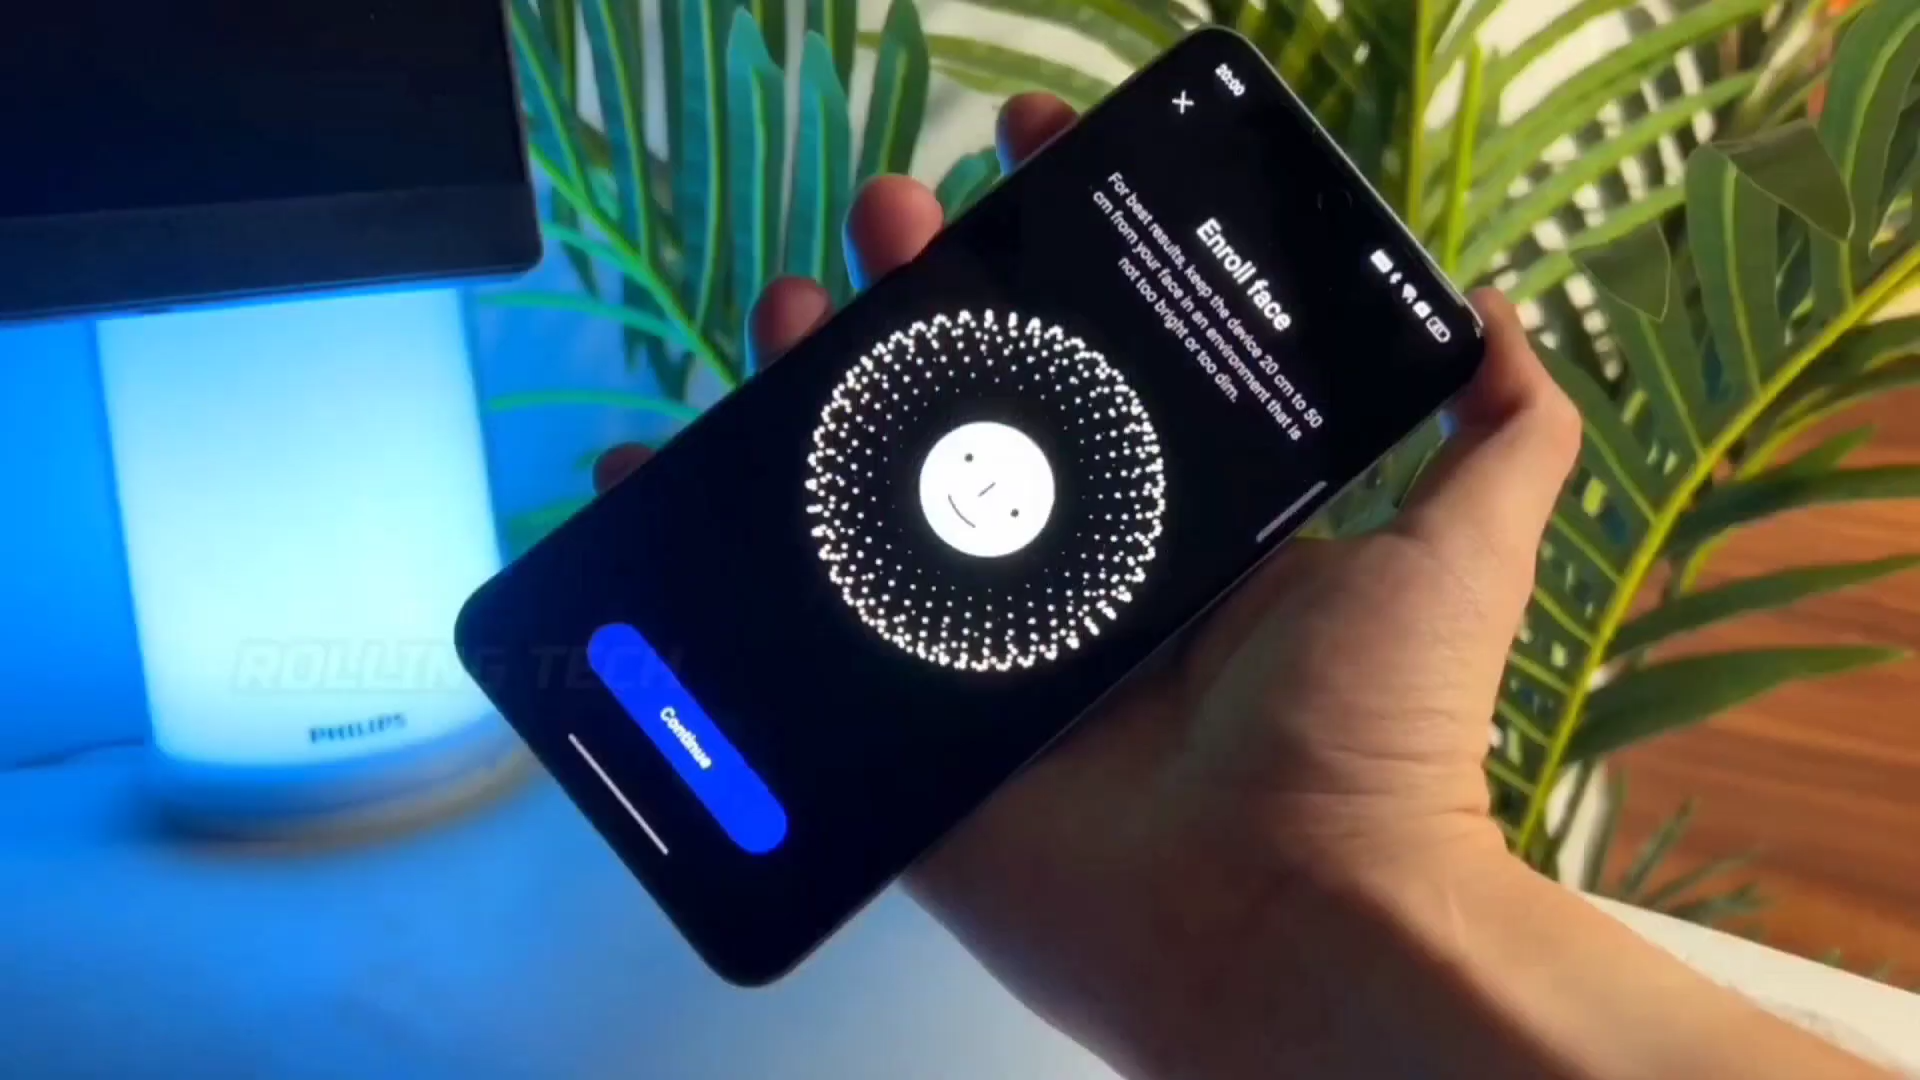 20:00
Enroll face
For best results, keep the device 20 cm to 50
cm from your face in an environment that is
not too bright or too dim.
Continue
ROLLING TECH
PHILIPS